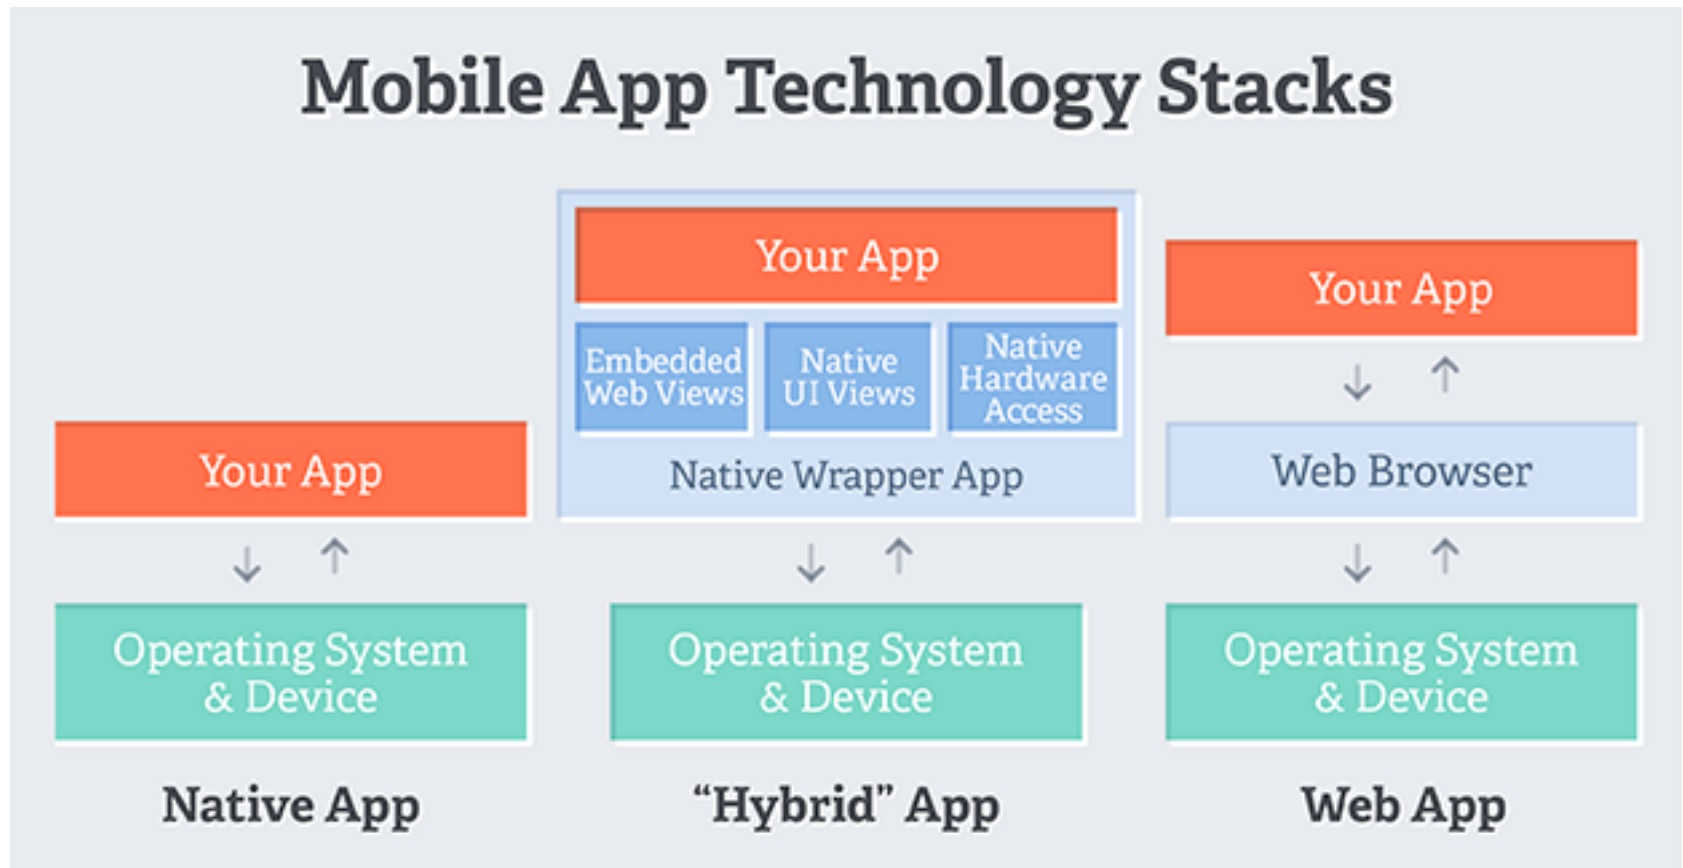 Mobile App Technology Stacks
Your App
Operating System
& Device
Native App
Your App
Embedded
Web Views
Native
UI Views
Native
Hardware
Access
Native Wrapper App
Operating System
& Device
“Hybrid” App
Your App
Web Browser
Operating System
& Device
Web App